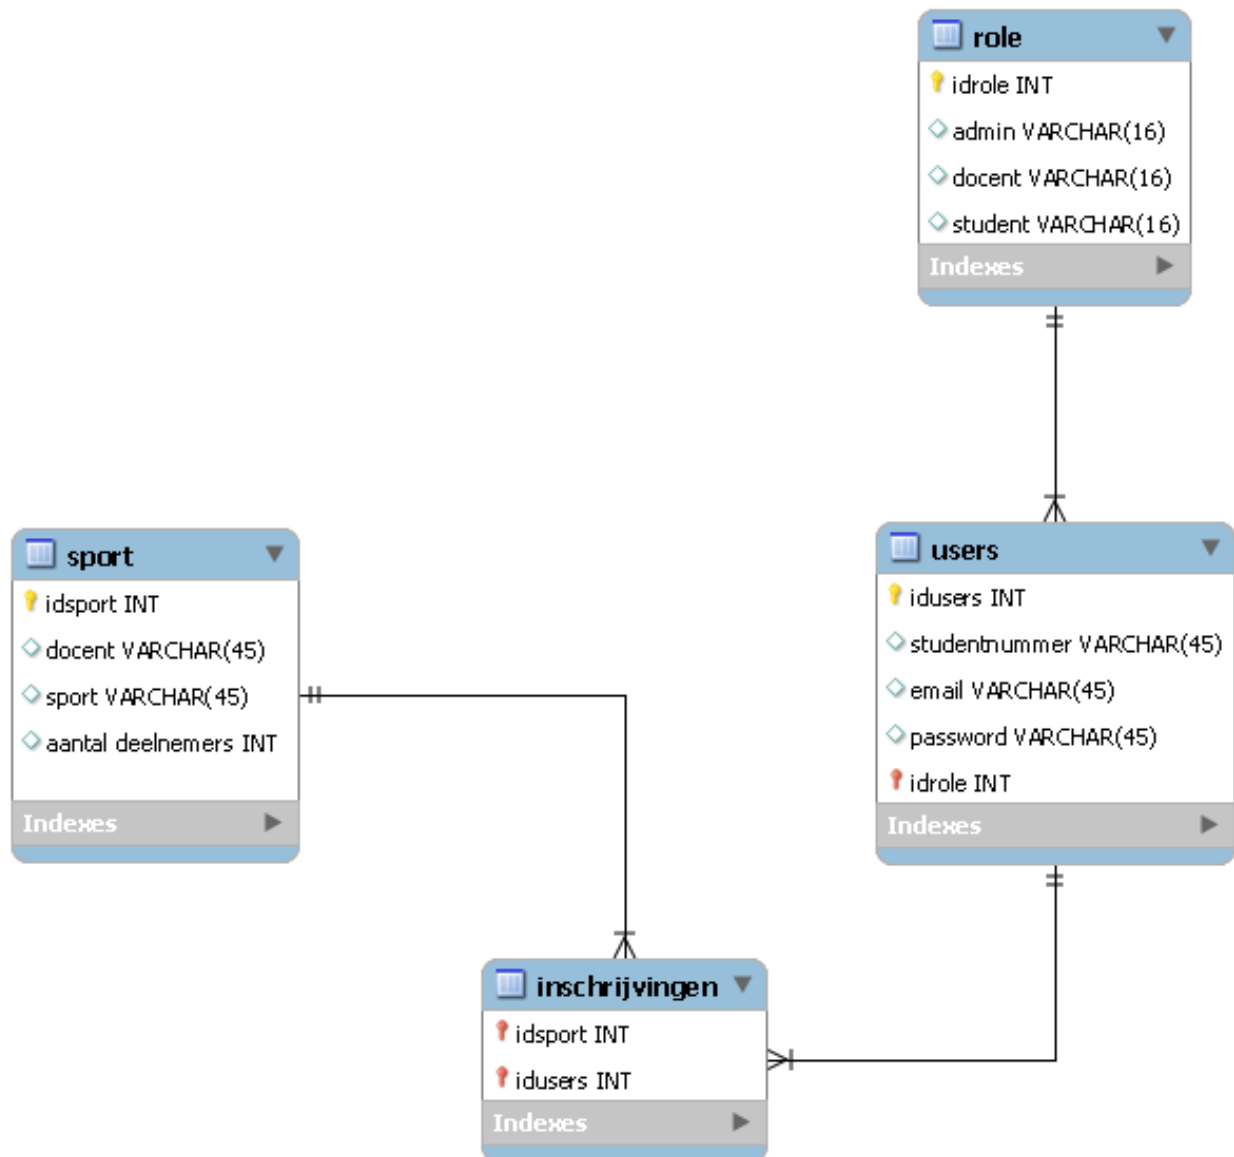 role
idrole INT
admin VARCHAR(16)
docent VARCHAR(16)
student VARCHAR(16)
Indexes
sport
idsport INT
docent VARCHAR(45)
sport VARCHAR(45)
aantal deelnemers INT
Indexes
users
idusers INT
studentnummer VARCHAR(45)
email VARCHAR(45)
password VARCHAR(45)
idrole INT
Indexes
inschrijvingen
idsport INT
idusers INT
Indexes